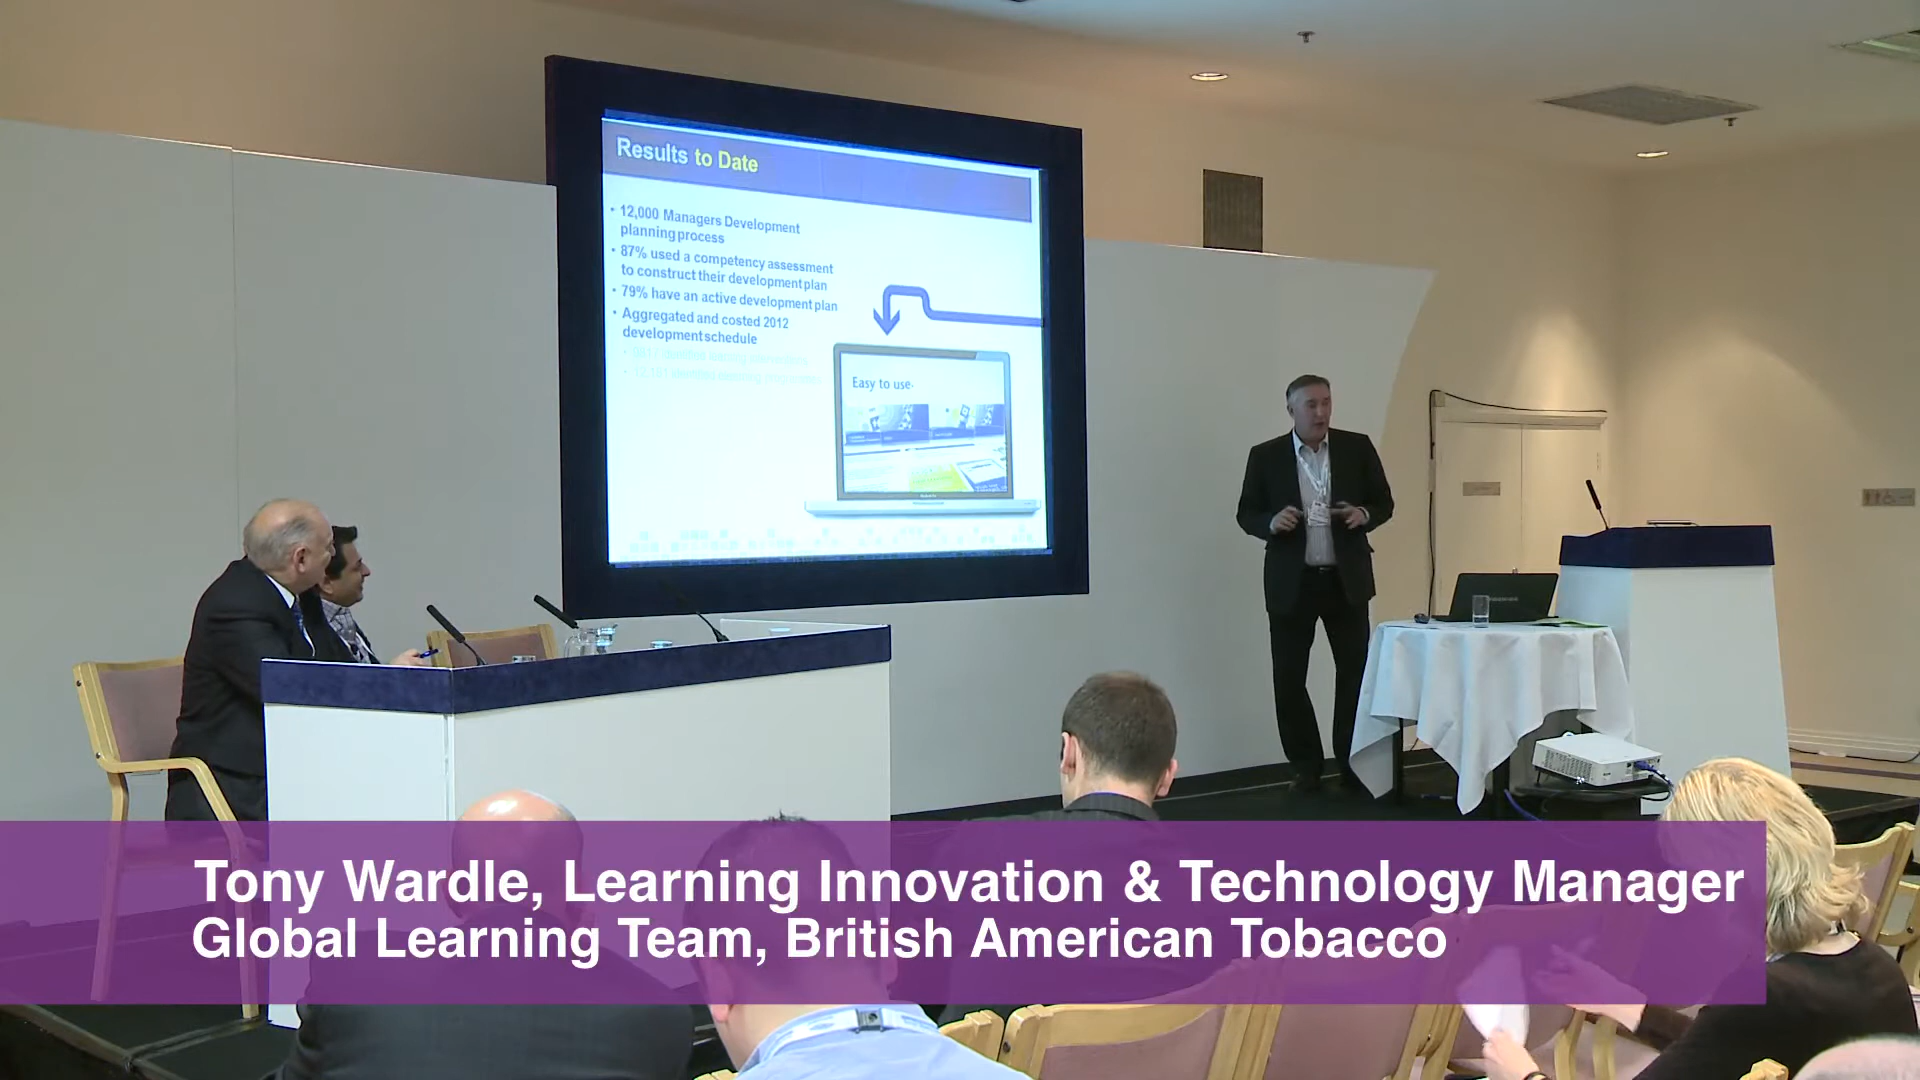 Results to Date
• 12,000 Managers Development
planning process
• 87% used a competency assessment
to construct their development plan
• 79% have an active development plan
• Aggregated and costed 2012
development schedule
Easy to use.
Tony Wardle, Learning Innovation & Technology Manager
Global Learning Team, British American Tobacco